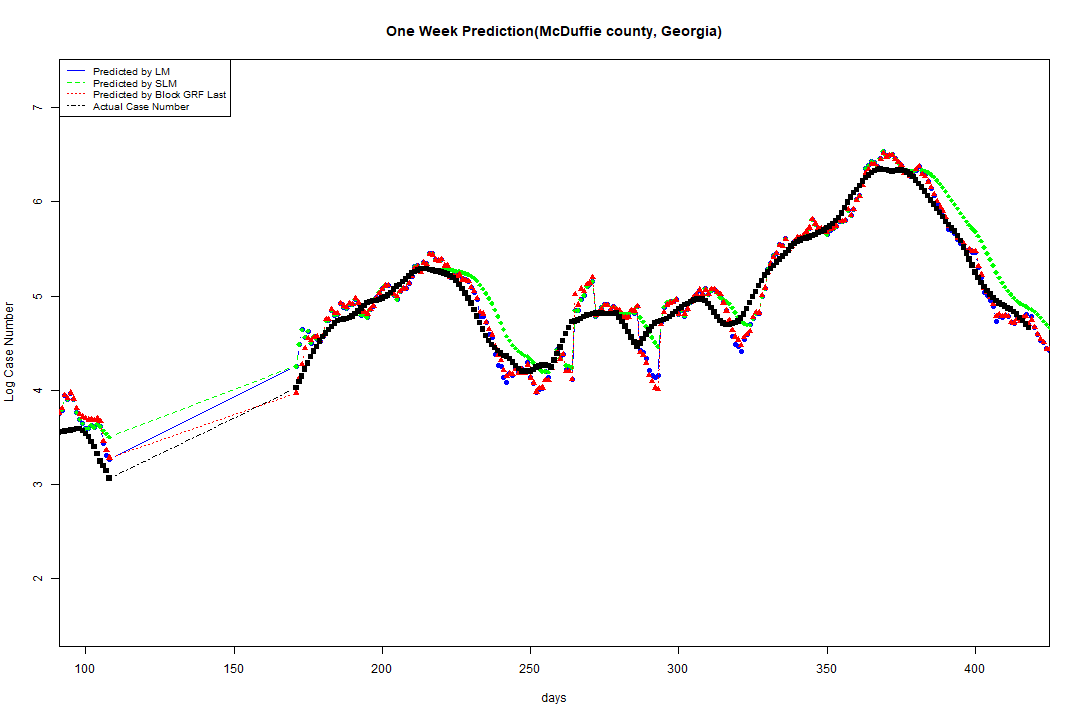 One Week Prediction(McDuffie county, Georgia)
Predicted by LM
Predicted by SLM
Predicted by Block GRF Last
Actual Case Number
7
6
5
4
3
2
Log Case Number
100 150 200 250 300 350 400
days